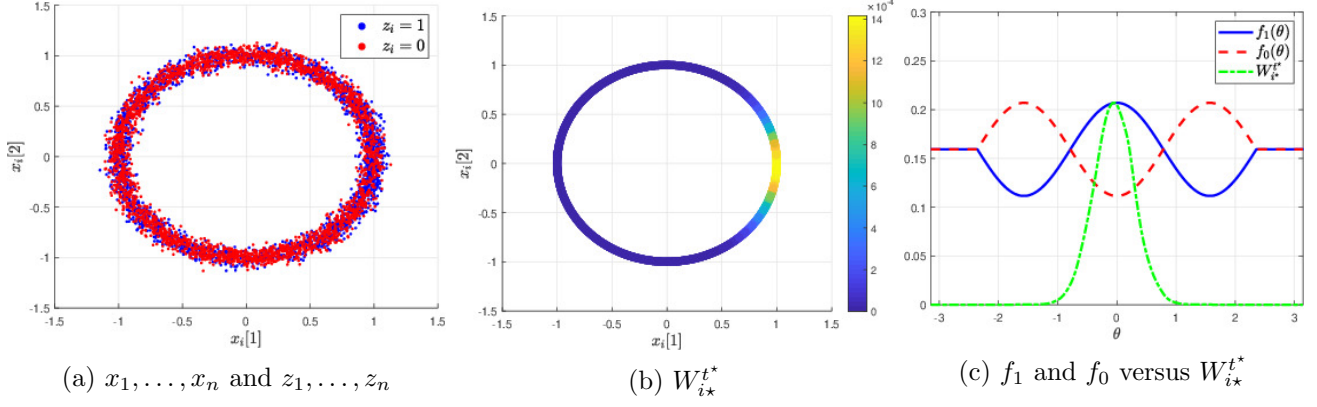 1.5
1
0.5
0
-0.5
-1
-1.5
x_i[2]
-1.5 -1 -0.5 0 0.5 1 1.5
x_i[1]
z_i = 1
z_i = 0
(a) x_1, . . . , x_n and z_1, . . . , z_n
1.5
1
0.5
0
-0.5
-1
-1.5
x_i[2]
-1.5 -1 -0.5 0 0.5 1 1.5
x_i[1]
×10^-4
14
12
10
8
6
4
2
0
(b) W_{i⋆}^{t⋆}
0.3
0.25
0.2
0.15
0.1
0.05
0
-3 -2 -1 0 1 2 3
θ
f_1(θ)
f_0(θ)
W_{i⋆}^{t⋆}
(c) f_1 and f_0 versus W_{i⋆}^{t⋆}